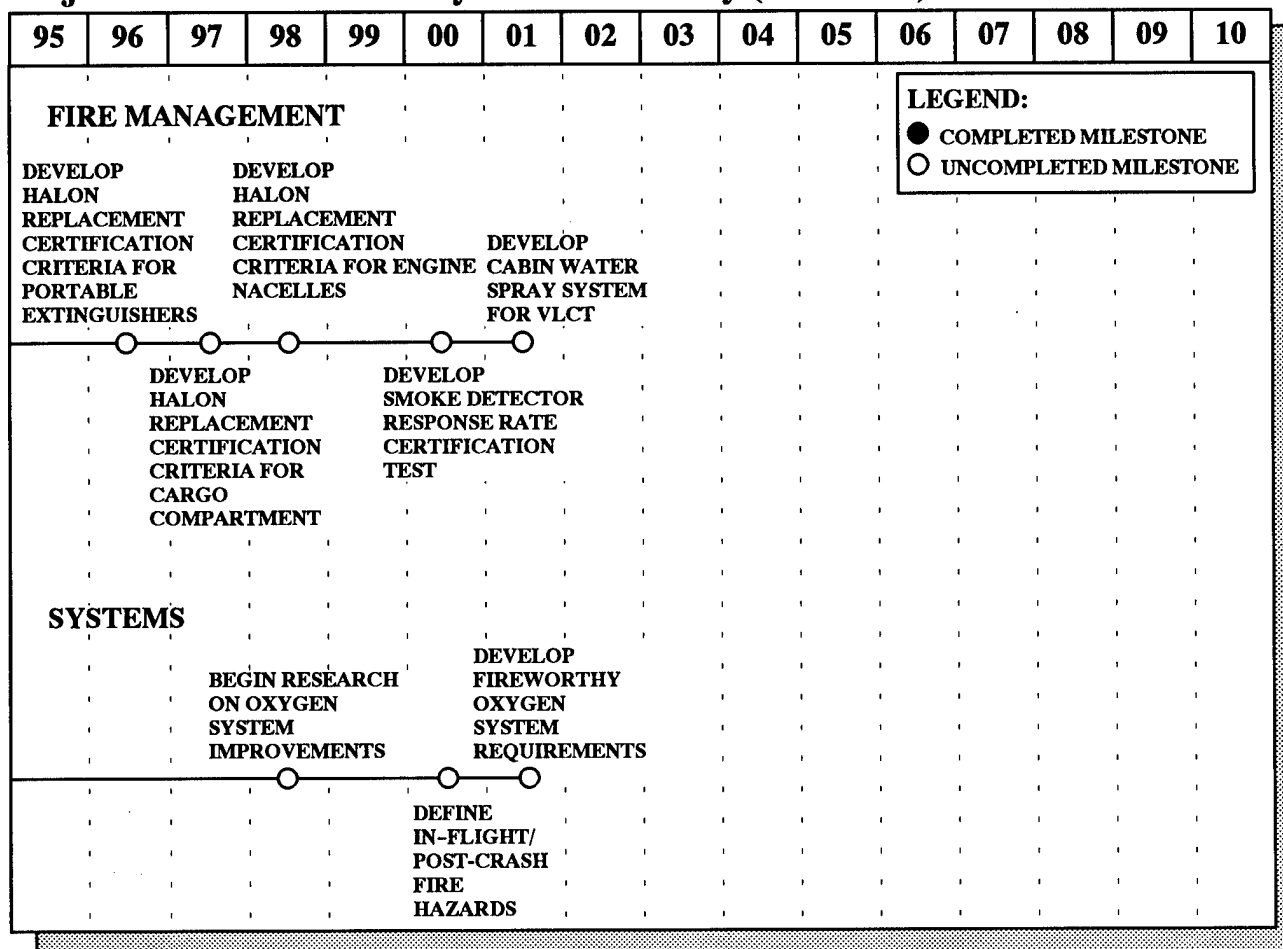 95 96 97 98 99 00 01 02 03 04 05 06 07 08 09 10
LEGEND:
COMPLETED MILESTONE
UNCOMPLETED MILESTONE
FIRE MANAGEMENT
DEVELOP
HALON
REPLACEMENT
CERTIFICATION
CRITERIA FOR
PORTABLE
EXTINGUISHERS
DEVELOP
HALON
REPLACEMENT
CERTIFICATION
CRITERIA FOR ENGINE
NACELLES
DEVELOP
CABIN WATER
SPRAY SYSTEM
FOR VLCT
DEVELOP
HALON
REPLACEMENT
CERTIFICATION
CRITERIA FOR
CARGO
COMPARTMENT
DEVELOP
SMOKE DETECTOR
RESPONSE RATE
CERTIFICATION
TEST
SYSTEMS
BEGIN RESEARCH
ON OXYGEN
SYSTEM
IMPROVEMENTS
DEVELOP
FIREWORTHY
OXYGEN
SYSTEM
REQUIREMENTS
DEFINE
IN-FLIGHT/
POST-CRASH
FIRE
HAZARDS